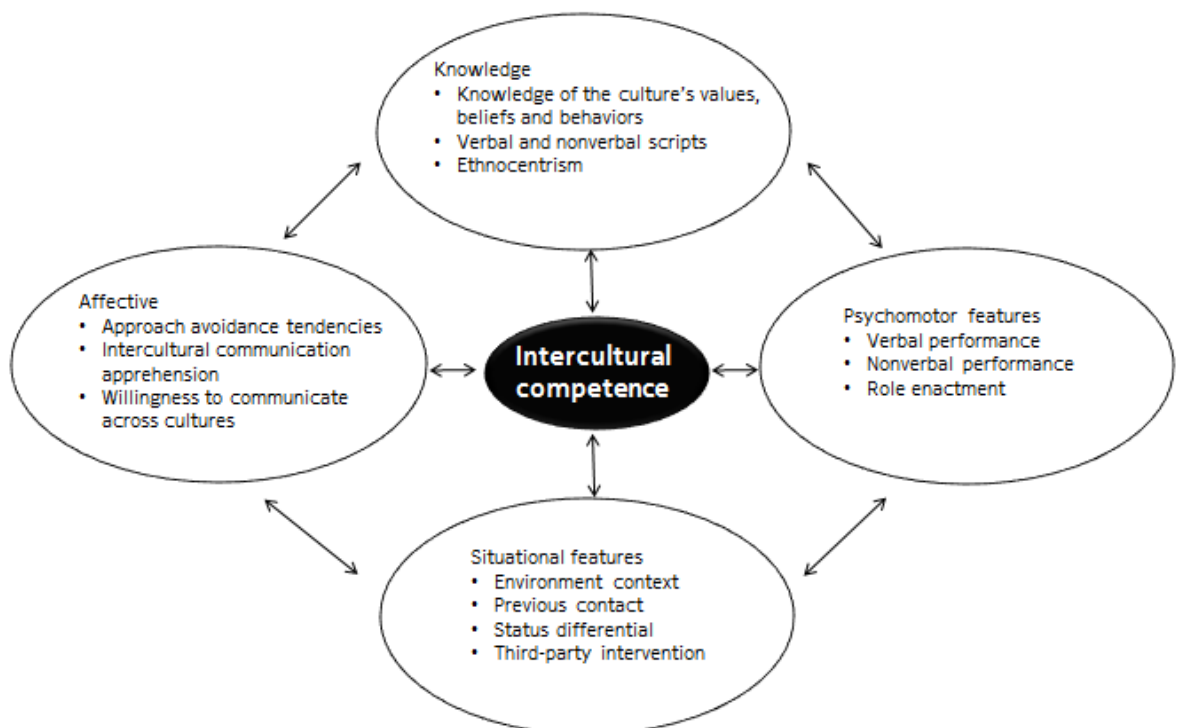 Knowledge
• Knowledge of the culture's values,
beliefs and behaviors
• Verbal and nonverbal scripts
• Ethnocentrism
Affective
• Approach avoidance tendencies
• Intercultural communication
apprehension
• Willingness to communicate
across cultures
Intercultural
competence
Psychomotor features
• Verbal performance
• Nonverbal performance
• Role enactment
Situational features
• Environment context
• Previous contact
• Status differential
• Third-party intervention